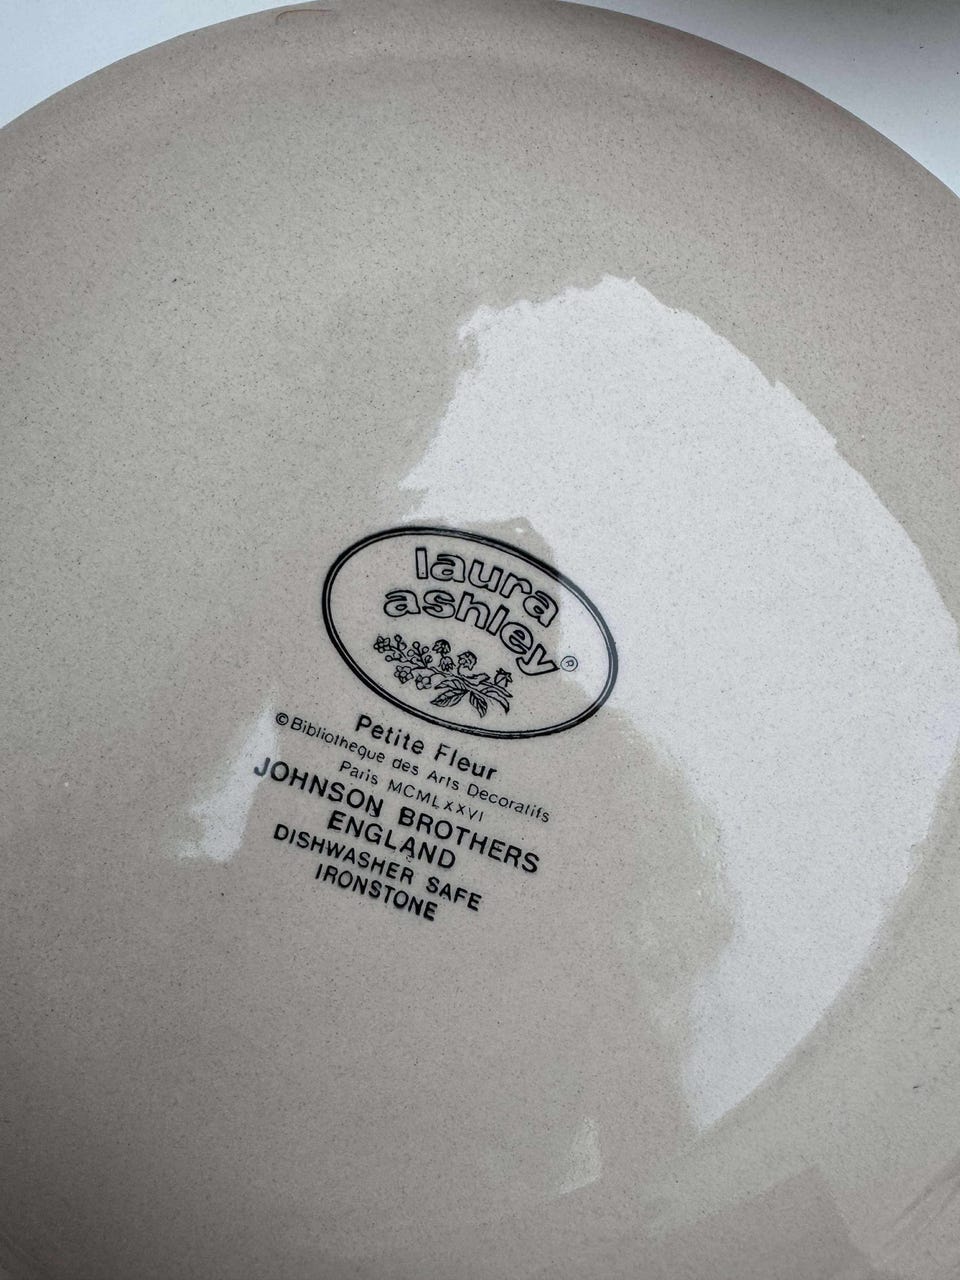 laura
ashley®
Petite Fleur
©Bibliotheque des Arts Decoratifs
Paris MCMLXXVI
JOHNSON BROTHERS
ENGLAND
DISHWASHER SAFE
IRONSTONE